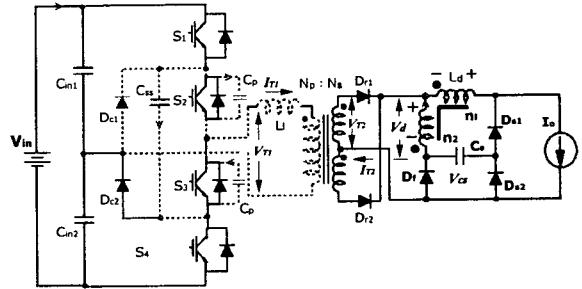 S1
Cin1
Css
S2
Cp
IT1
Np : Ns
Dr1
- Ld +
n1
Dc1
Ll
VT2
Vd
+
-
n2
Ds1
Io
Vin
VT1
IT2
Cs
Dc2
S3
Cp
Df
Vcs
Ds2
Cin2
Dr2
S4